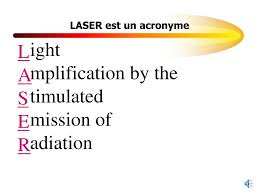 LASER est un acronyme
Light
Amplification by the
Stimulated
Emission of
Radiation